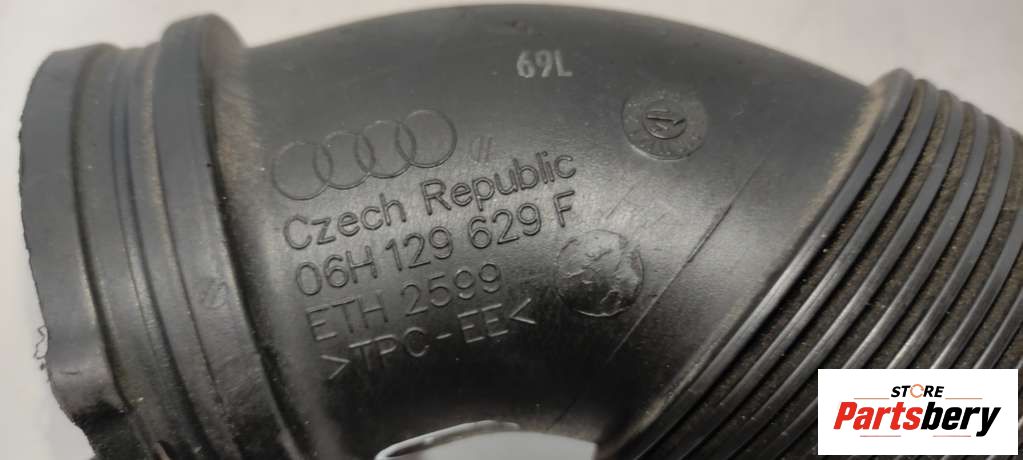 69L
Czech Republic
06H 129 629 F
ETH 2599
>TPC-EE<
STORE
Partsbery